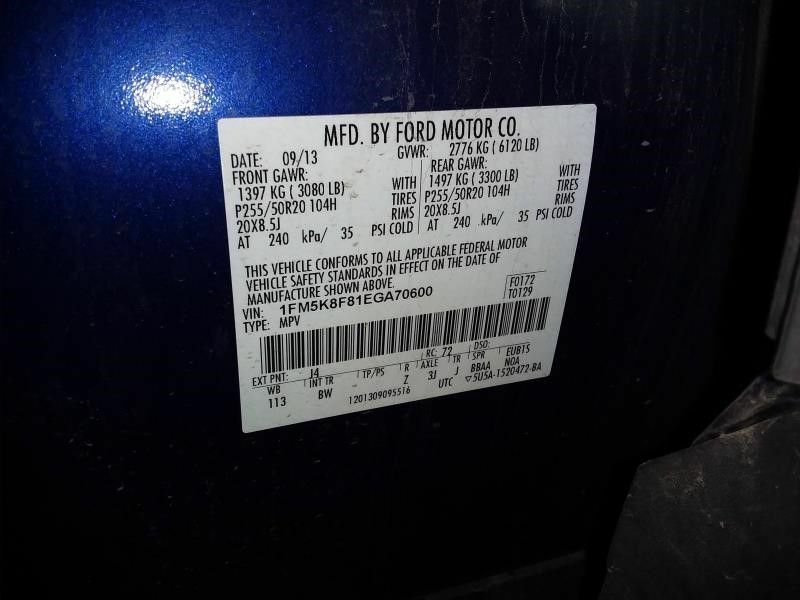 MFD. BY FORD MOTOR CO.
DATE: 09/13 GVWR: 2776 KG ( 6120 LB)
FRONT GAWR: REAR GAWR:
1397 KG ( 3080 LB) WITH 1497 KG ( 3300 LB) WITH
P255/50R20 104H TIRES P255/50R20 104H TIRES
20X8.5J RIMS 20X8.5J RIMS
AT 240 kPa/ 35 PSI COLD AT 240 kPa/ 35 PSI COLD
THIS VEHICLE CONFORMS TO ALL APPLICABLE FEDERAL MOTOR
VEHICLE SAFETY STANDARDS IN EFFECT ON THE DATE OF
MANUFACTURE SHOWN ABOVE. F0172
VIN: 1FM5K8F81EGA70600 T0129
TYPE: MPV
EXT PNT: J4 RC: 72 DSO:
WB INT TR TP/PS R AXLE TR SPR EUB15
113 BW Z 3J J BBAA NOA
1201309095516 UTC ▽5U5A-1520472-BA